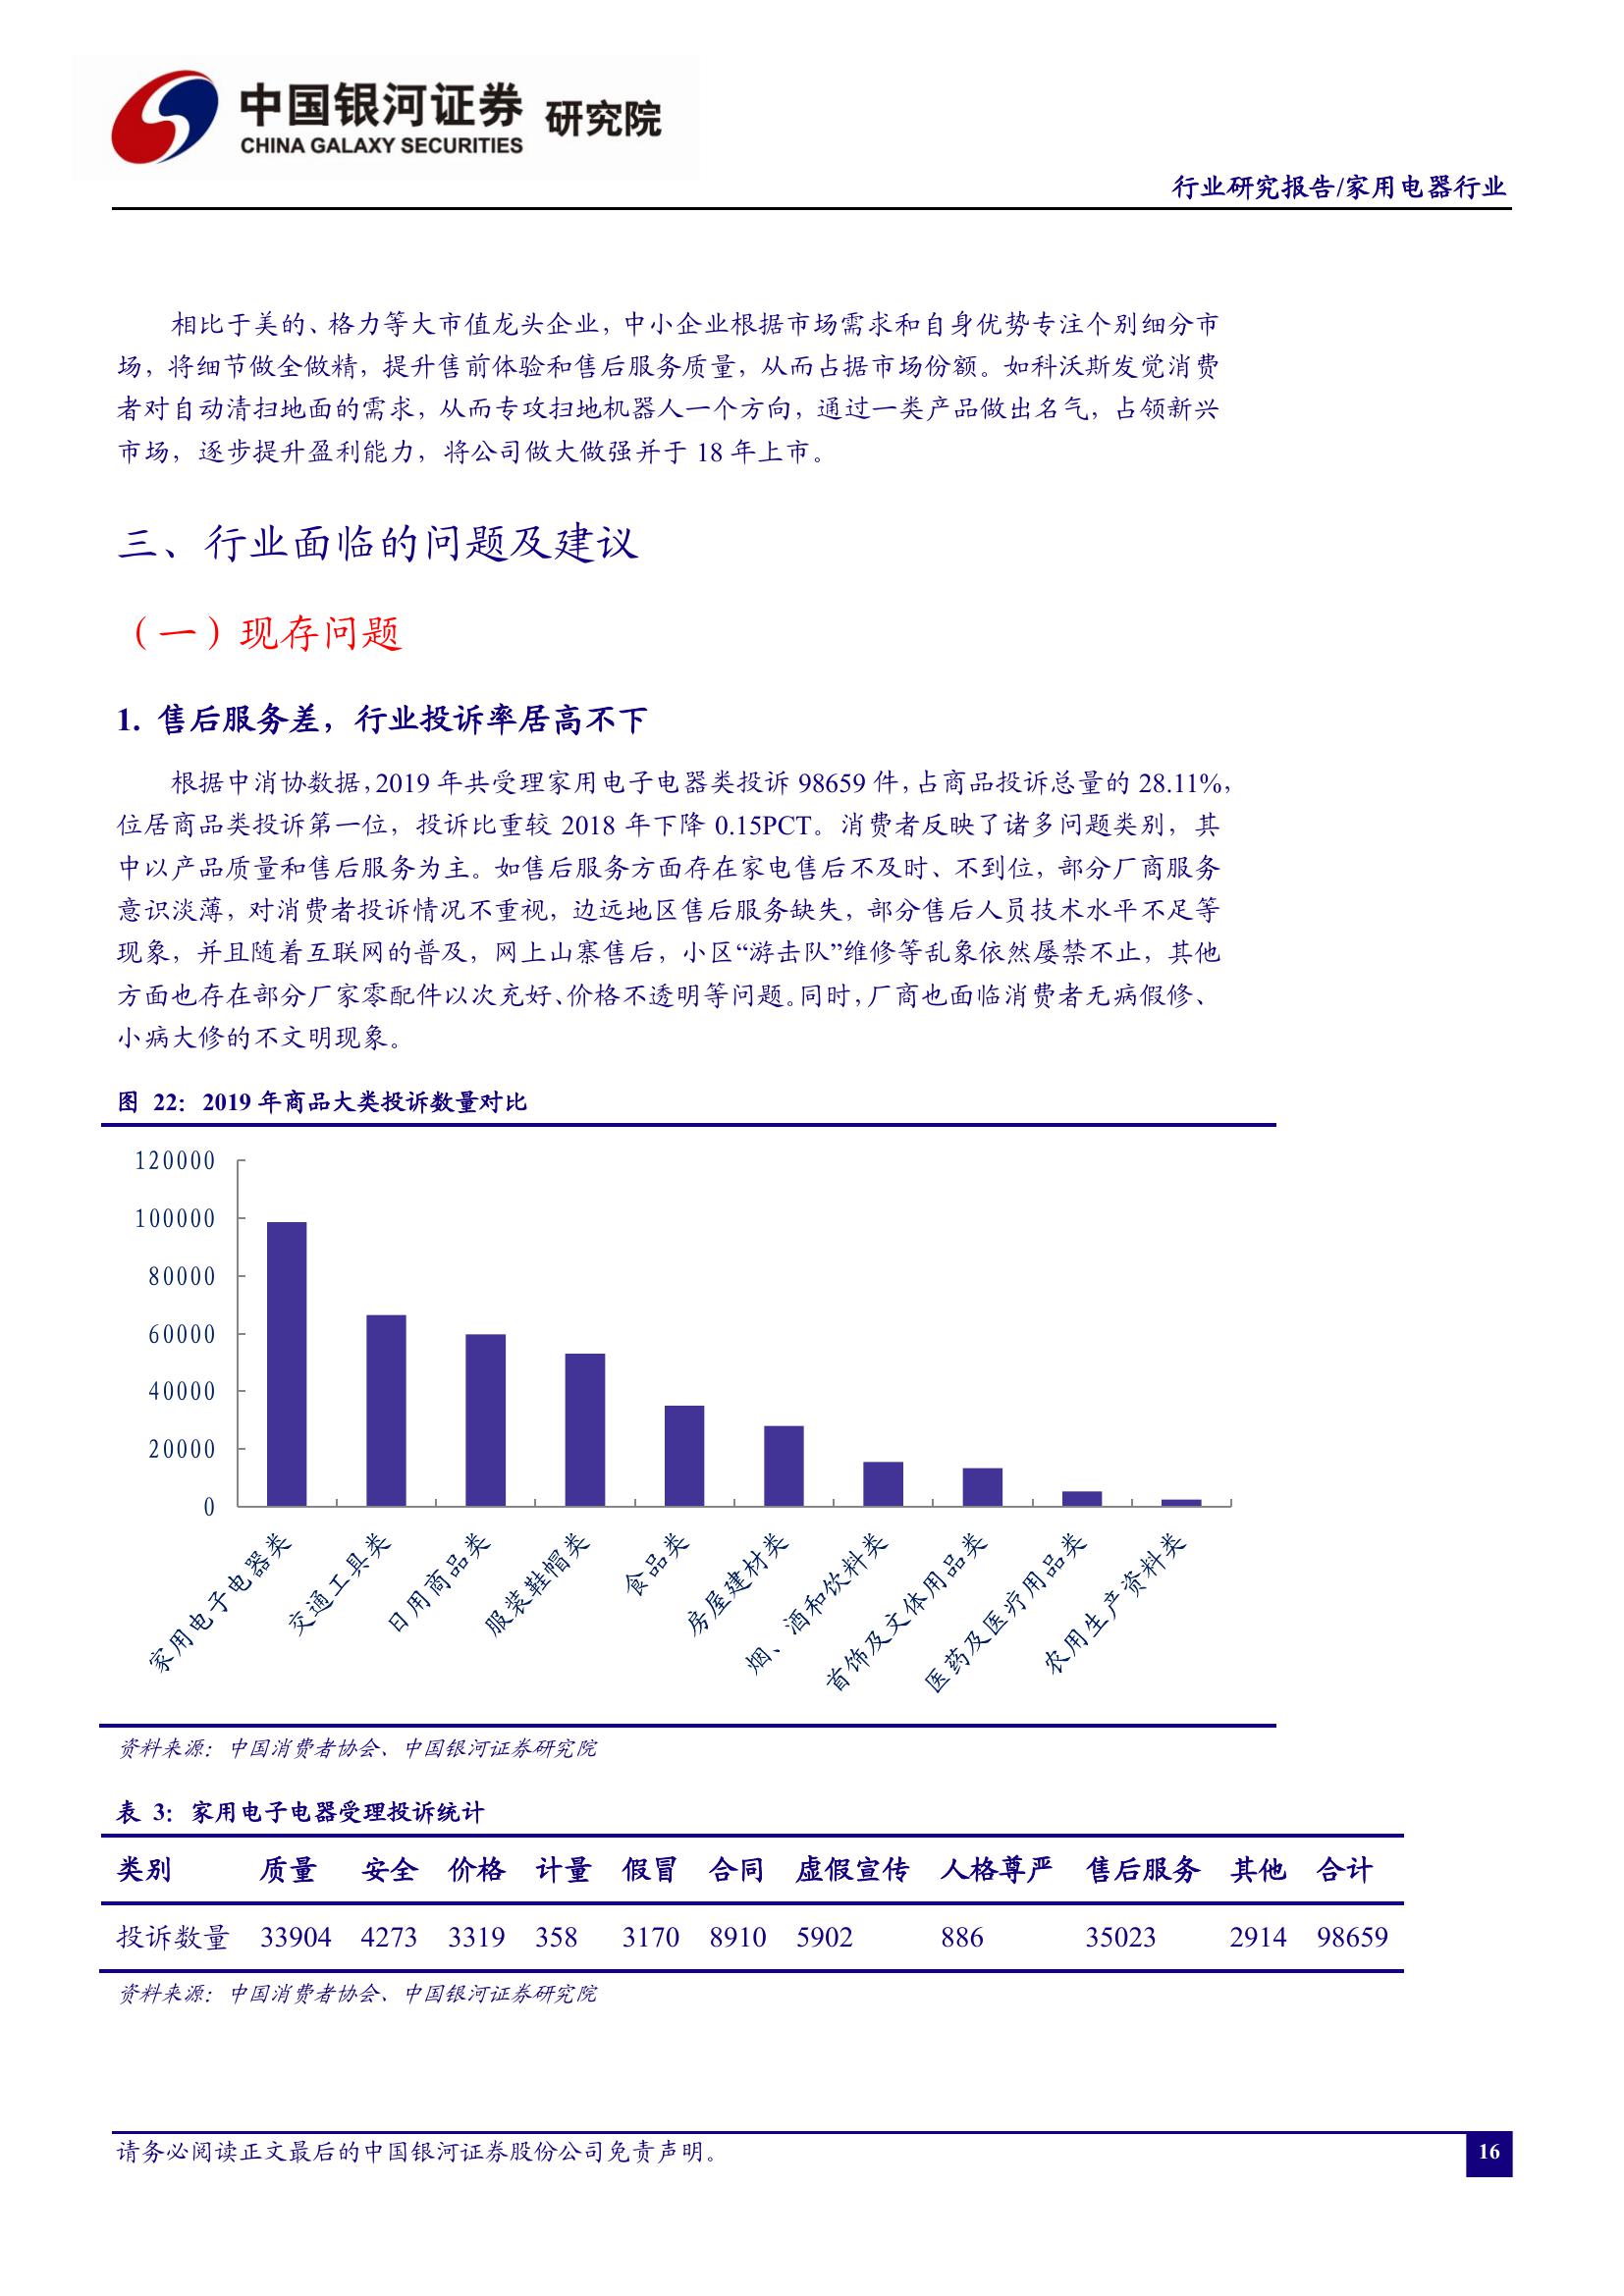 中国银河证券 研究院
CHINA GALAXY SECURITIES
行业研究报告/家用电器行业
相比于美的、格力等大市值龙头企业，中小企业根据市场需求和自身优势专注个别细分市
场，将细节做全做精，提升售前体验和售后服务质量，从而占据市场份额。如科沃斯发觉消费
者对自动清扫地面的需求，从而专攻扫地机器人一个方向，通过一类产品做出名气，占领新兴
市场，逐步提升盈利能力，将公司做大做强并于 18 年上市。
三、行业面临的问题及建议
（一）现存问题
1. 售后服务差，行业投诉率居高不下
根据中消协数据，2019 年共受理家用电子电器类投诉 98659 件，占商品投诉总量的 28.11%，
位居商品类投诉第一位，投诉比重较 2018 年下降 0.15PCT。消费者反映了诸多问题类别，其
中以产品质量和售后服务为主。如售后服务方面存在家电售后不及时、不到位，部分厂商服务
意识淡薄，对消费者投诉情况不重视，边远地区售后服务缺失，部分售后人员技术水平不足等
现象，并且随着互联网的普及，网上山寨售后，小区“游击队”维修等乱象依然屡禁不止，其他
方面也存在部分厂家零配件以次充好、价格不透明等问题。同时，厂商也面临消费者无病假修、
小病大修的不文明现象。
图 22：2019 年商品大类投诉数量对比
120000
100000
80000
60000
40000
20000
0
家用电子电器类
交通工具类
日用商品类
服装鞋帽类
食品类
房屋建材类
烟、酒和饮料类
首饰及文体用品类
医药及医疗用品类
农用生产资料类
资料来源：中国消费者协会、中国银河证券研究院
表 3：家用电子电器受理投诉统计
类别 质量 安全 价格 计量 假冒 合同 虚假宣传 人格尊严 售后服务 其他 合计
投诉数量 33904 4273 3319 358 3170 8910 5902 886 35023 2914 98659
资料来源：中国消费者协会、中国银河证券研究院
请务必阅读正文最后的中国银河证券股份公司免责声明。
16